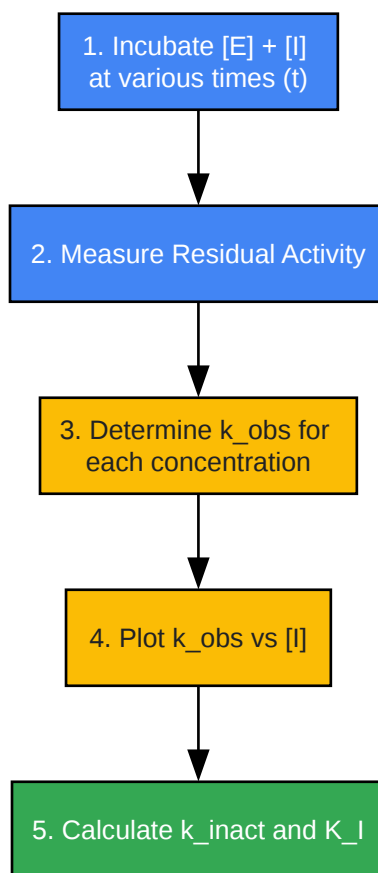 1. Incubate [E] + [I]
at various times (t)
2. Measure Residual Activity
3. Determine k_obs for
each concentration
4. Plot k_obs vs [I]
5. Calculate k_inact and K_I